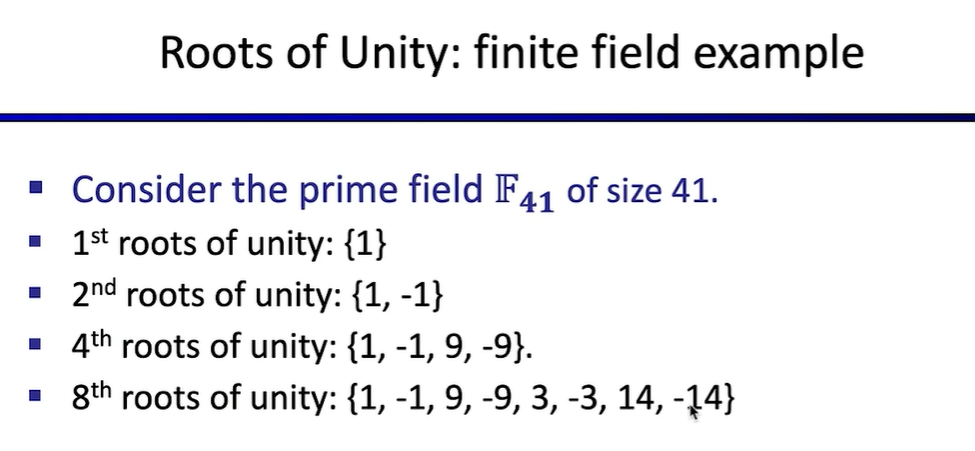 Roots of Unity: finite field example
▪ Consider the prime field 𝔽₄₁ of size 41.
▪ 1ˢᵗ roots of unity: {1}
▪ 2ⁿᵈ roots of unity: {1, -1}
▪ 4ᵗʰ roots of unity: {1, -1, 9, -9}.
▪ 8ᵗʰ roots of unity: {1, -1, 9, -9, 3, -3, 14, -14}